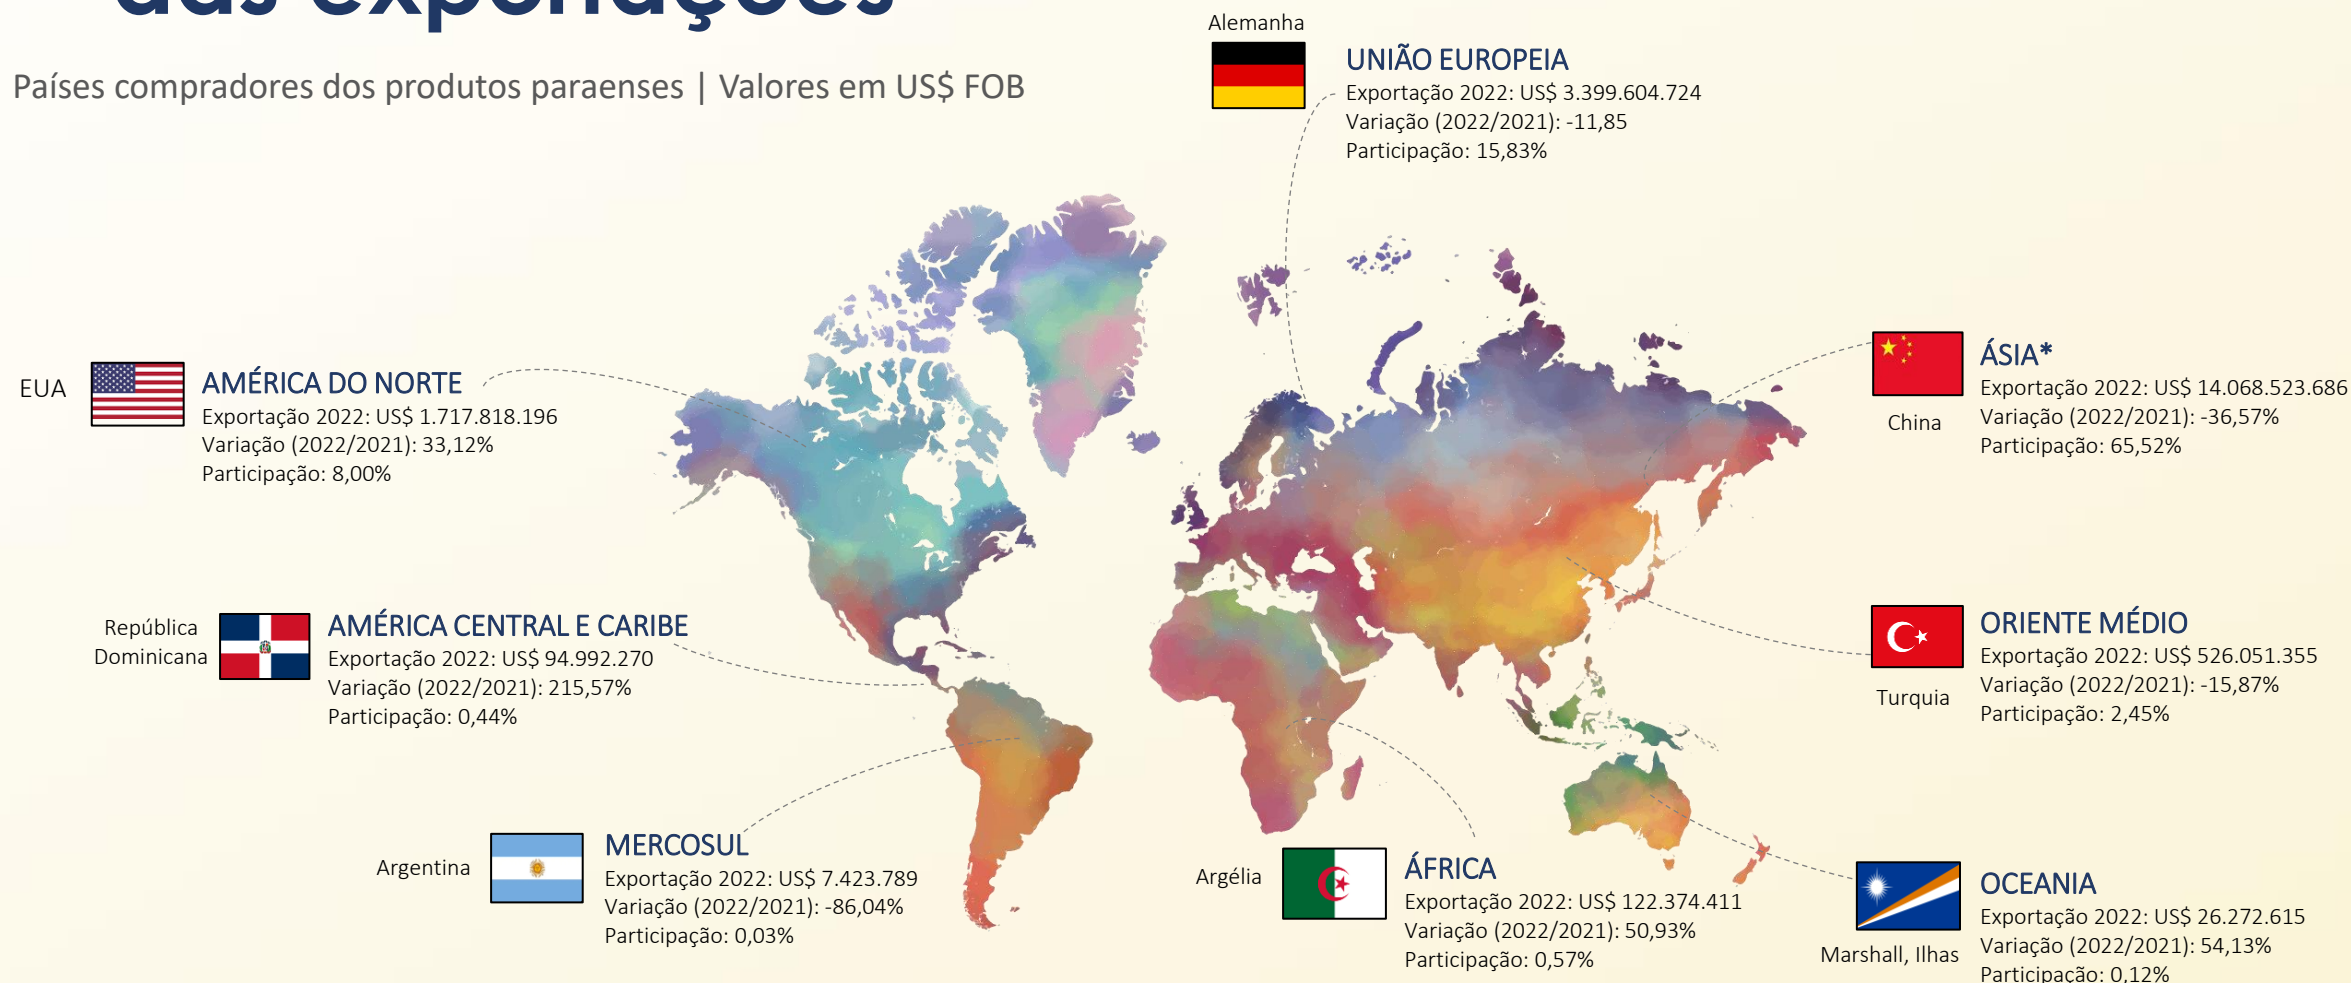 das exportações
Países compradores dos produtos paraenses | Valores em US$ FOB
Alemanha
UNIÃO EUROPEIA
Exportação 2022: US$ 3.399.604.724
Variação (2022/2021): -11,85
Participação: 15,83%
EUA
AMÉRICA DO NORTE
Exportação 2022: US$ 1.717.818.196
Variação (2022/2021): 33,12%
Participação: 8,00%
China
ÁSIA*
Exportação 2022: US$ 14.068.523.686
Variação (2022/2021): -36,57%
Participação: 65,52%
República
Dominicana
AMÉRICA CENTRAL E CARIBE
Exportação 2022: US$ 94.992.270
Variação (2022/2021): 215,57%
Participação: 0,44%
Turquia
ORIENTE MÉDIO
Exportação 2022: US$ 526.051.355
Variação (2022/2021): -15,87%
Participação: 2,45%
Argentina
MERCOSUL
Exportação 2022: US$ 7.423.789
Variação (2022/2021): -86,04%
Participação: 0,03%
Argélia
ÁFRICA
Exportação 2022: US$ 122.374.411
Variação (2022/2021): 50,93%
Participação: 0,57%
Marshall, Ilhas
OCEANIA
Exportação 2022: US$ 26.272.615
Variação (2022/2021): 54,13%
Participação: 0,12%